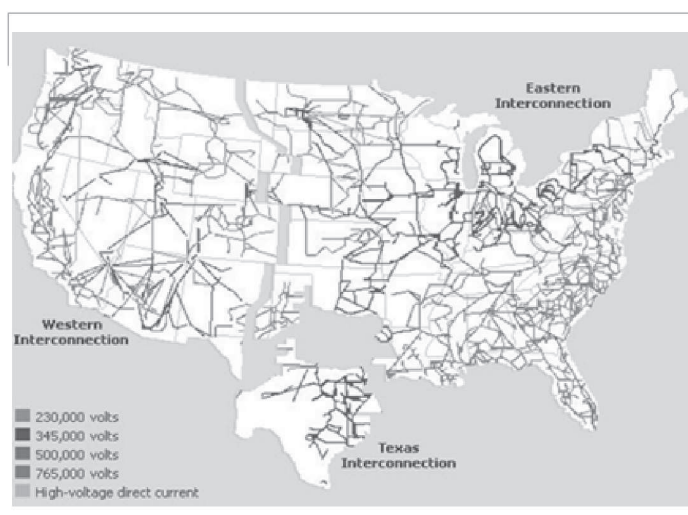 Eastern
Interconnection
Western
Interconnection
Texas
Interconnection
230,000 volts
345,000 volts
500,000 volts
765,000 volts
High-voltage direct current